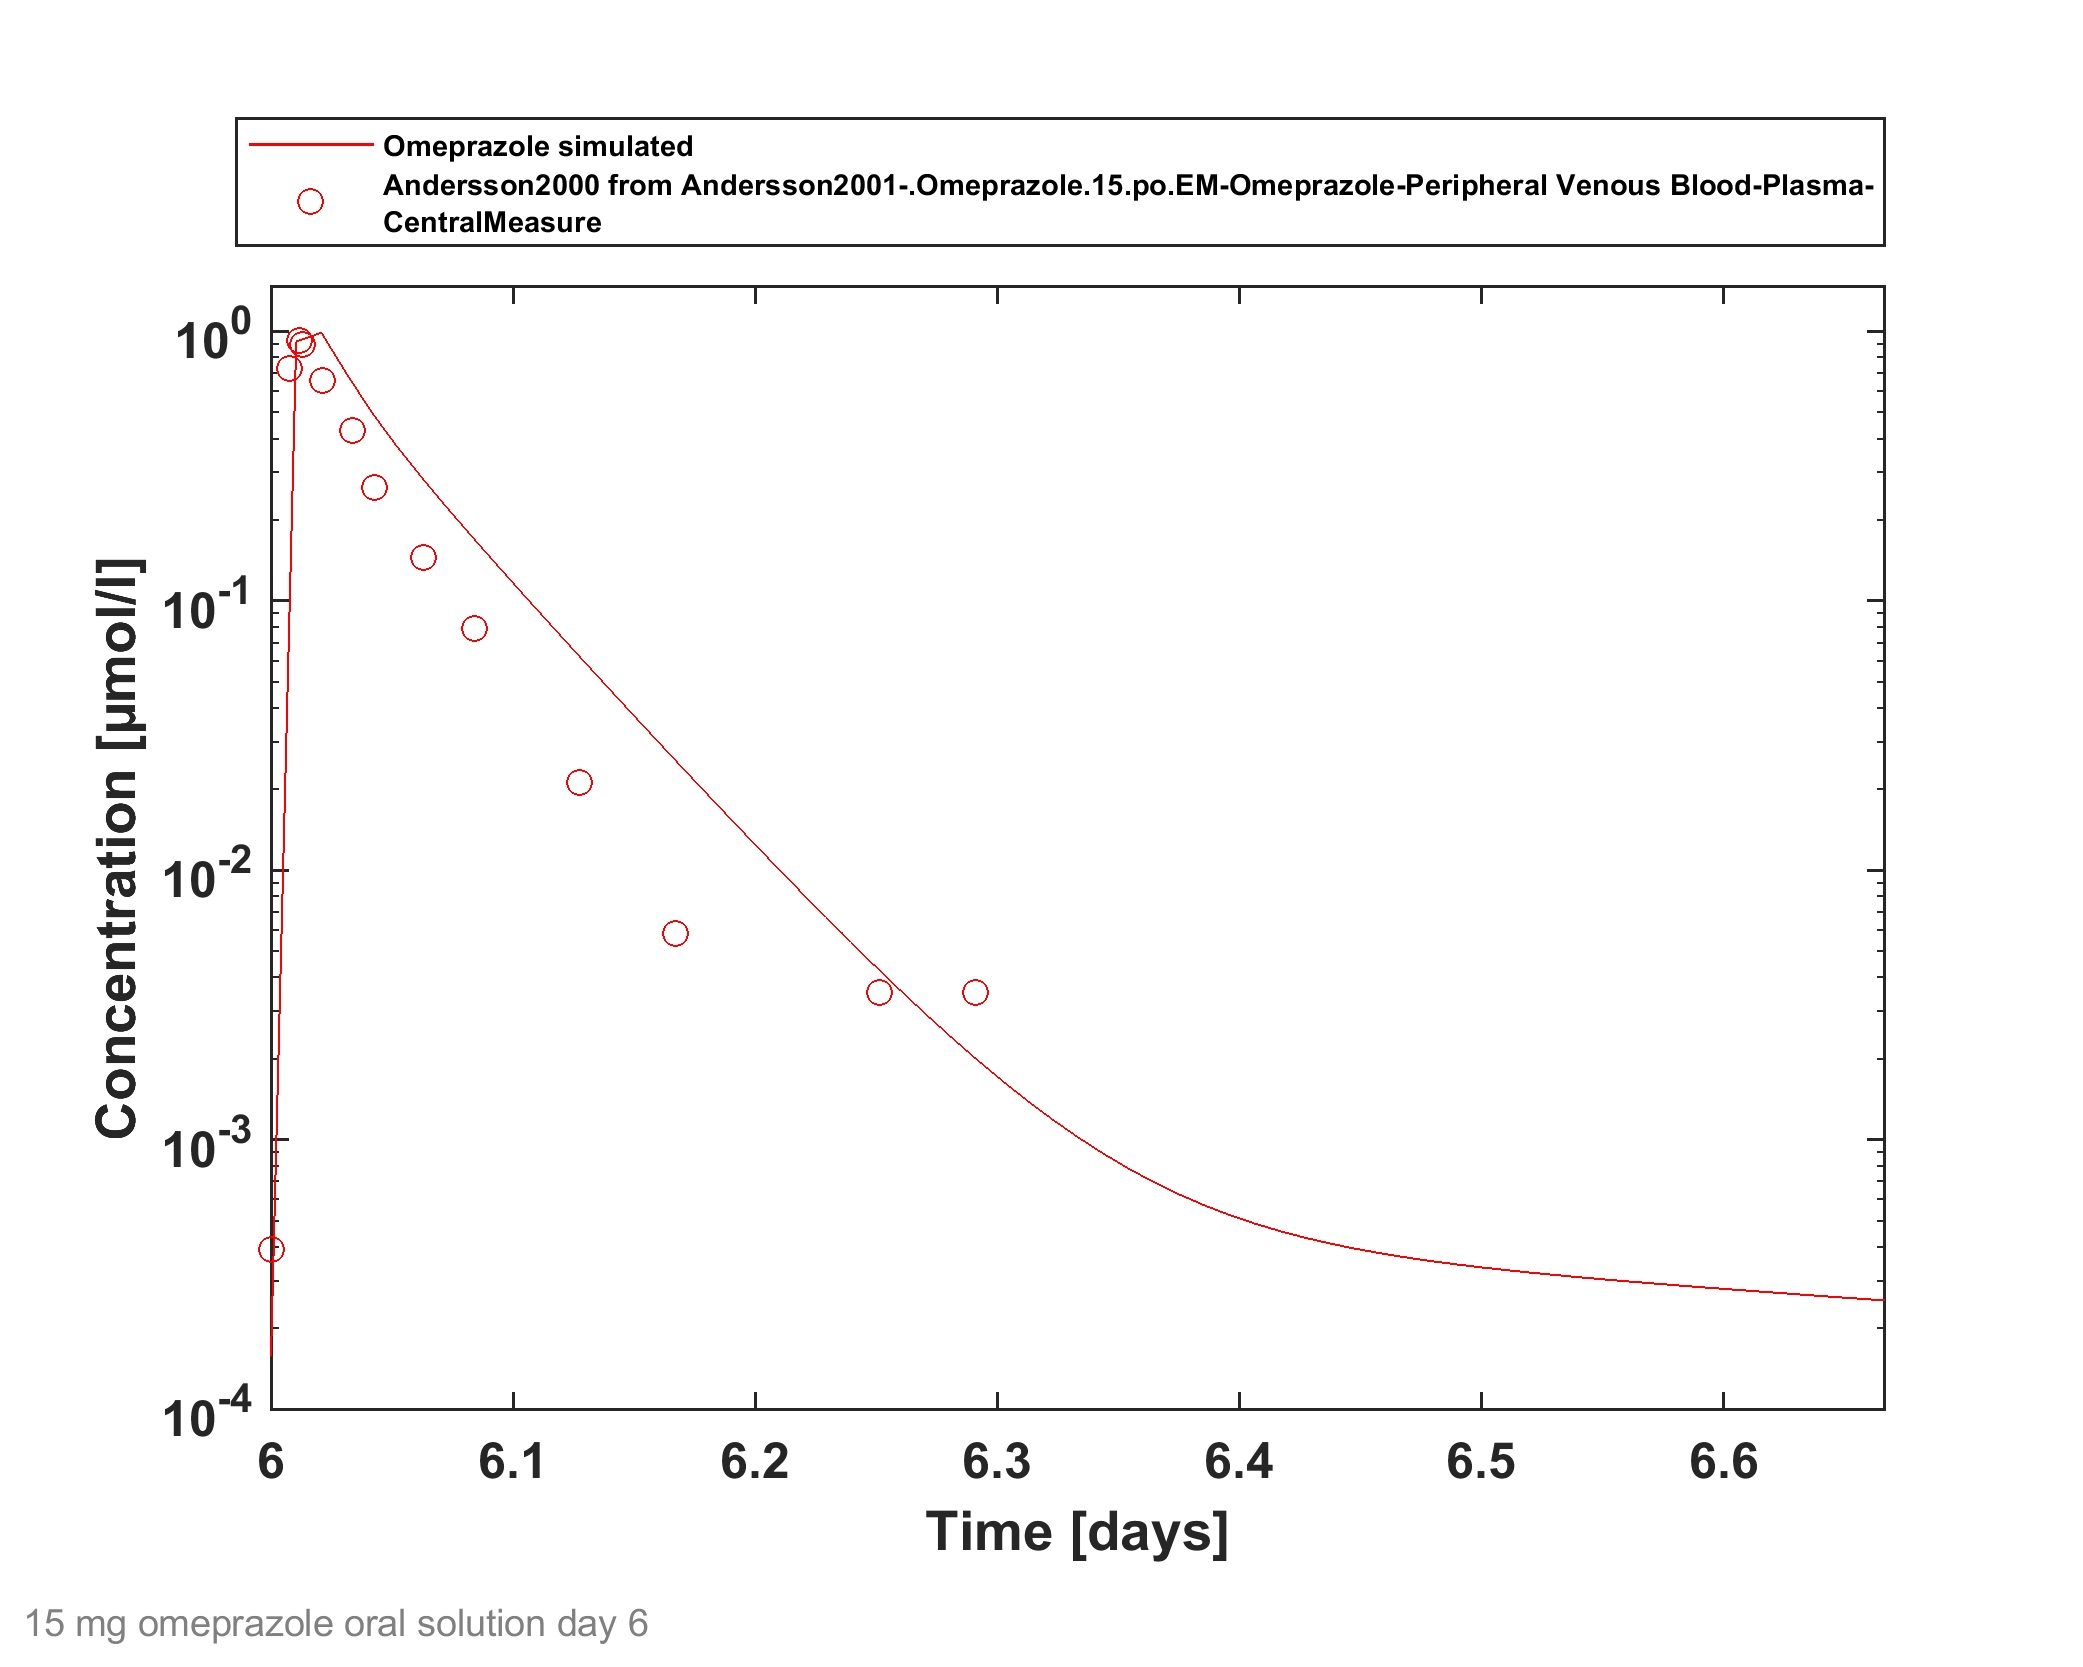 Omeprazole simulated
Andersson2000 from Andersson2001-.Omeprazole.15.po.EM-Omeprazole-Peripheral Venous Blood-Plasma-
CentralMeasure
10^0
10^-1
10^-2
10^-3
10^-4
Concentration [µmol/l]
6 6.1 6.2 6.3 6.4 6.5 6.6
Time [days]
15 mg omeprazole oral solution day 6